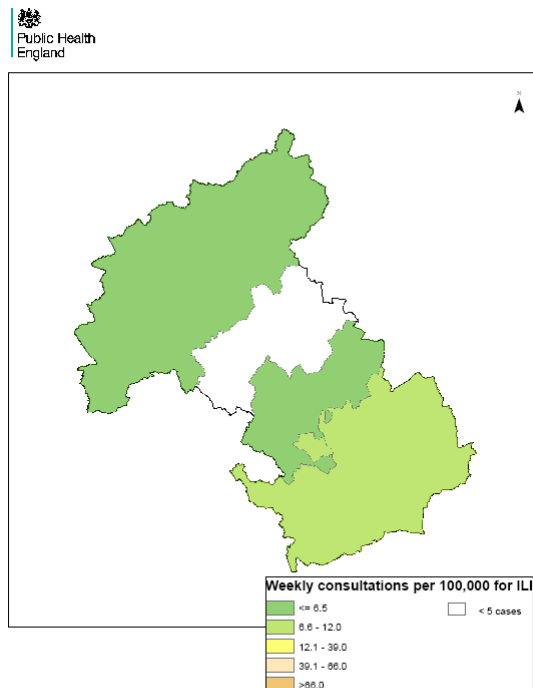 Public Health
England
N
Weekly consultations per 100,000 for ILI
<= 6.5
< 5 cases
6.6 - 12.0
12.1 - 39.0
39.1 - 66.0
>66.0